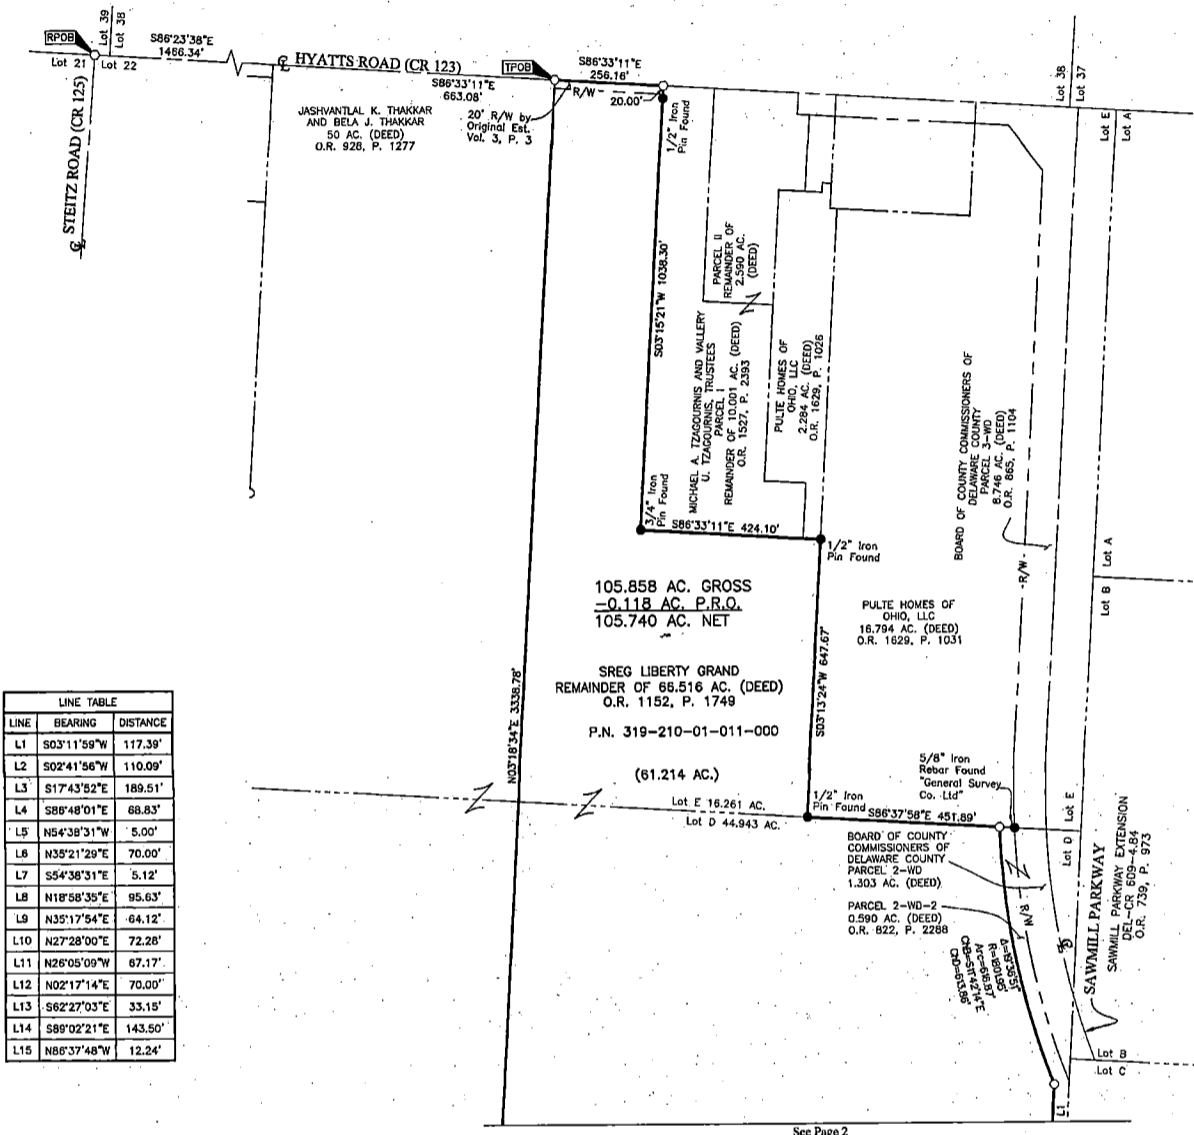 RPOB
Lot 39
Lot 38
Lot 21
Lot 22
S86°23'38"E
1466.34'
℄ HYATTS ROAD (CR 123)
℄ STEITZ ROAD (CR 125)
TPOB
S86°33'11"E
663.08'
S86°33'11"E
256.16'
R/W
20.00'
20' R/W by
Original Est.
Vol. 3, P. 3
JASHVANTLAL K. THAKKAR
AND BELA J. THAKKAR
50 AC. (DEED)
O.R. 928, P. 1277
1/2" Iron
Pin Found
Lot 38
Lot 37
Lot E
Lot A
S03°15'21"W 1038.30'
PARCEL II
REMAINDER OF
2.590 AC.
(DEED)
MICHAEL A. TZAGOURNIS AND VALLERY
U. TZAGOURNIS, TRUSTEES
PARCEL I
REMAINDER OF 10.001 AC. (DEED)
O.R. 1527, P. 2393
PULTE HOMES OF
OHIO, LLC
2.284 AC. (DEED)
O.R. 1629, P. 1026
BOARD OF COUNTY COMMISSIONERS OF
DELAWARE COUNTY
PARCEL 3-WD
8.746 AC. (DEED)
O.R. 865, P. 1104
3/4" Iron
Pin Found
S86°33'11"E 424.10'
1/2" Iron
Pin Found
R/W
Lot A
Lot B
105.858 AC. GROSS
-0.118 AC. P.R.O.
105.740 AC. NET
PULTE HOMES OF
OHIO, LLC
16.794 AC. (DEED)
O.R. 1629, P. 1031
SREG LIBERTY GRAND
REMAINDER OF 66.516 AC. (DEED)
O.R. 1152, P. 1749
P.N. 319-210-01-011-000
(61.214 AC.)
N03°18'34"E 3338.78'
S03°13'24"W 647.67'
5/8" Iron
Rebar Found
"General Survey
Co. Ltd"
Lot E 16.261 AC.
Lot D 44.943 AC.
1/2" Iron
Pin Found
S86°37'58"E 451.89'
Lot E
Lot D
BOARD OF COUNTY
COMMISSIONERS OF
DELAWARE COUNTY
PARCEL 2-WD
1.303 AC. (DEED)
PARCEL 2-WD-2
0.590 AC. (DEED)
O.R. 822, P. 2288
R/W
Δ=19°36'51"
R=1801.95'
Arc=616.87'
ChB=S11°42'14"E
ChD=613.86'
℄
SAWMILL PARKWAY
SAWMILL PARKWAY EXTENSION
DEL-CR 609-4.84
O.R. 739, P. 973
Lot B
Lot C
L1
See Page 2
LINE TABLE
LINE BEARING DISTANCE
L1 S03°11'59"W 117.39'
L2 S02°41'56"W 110.09'
L3 S17°43'52"E 189.51'
L4 S86°48'01"E 68.83'
L5 N54°38'31"W 5.00'
L6 N35°21'29"E 70.00'
L7 S54°38'31"E 5.12'
L8 N18°58'35"E 95.63'
L9 N35°17'54"E 64.12'
L10 N27°28'00"E 72.28'
L11 N26°05'09"W 67.17'
L12 N02°17'14"E 70.00'
L13 S62°27'03"E 33.15'
L14 S89°02'21"E 143.50'
L15 N86°37'48"W 12.24'